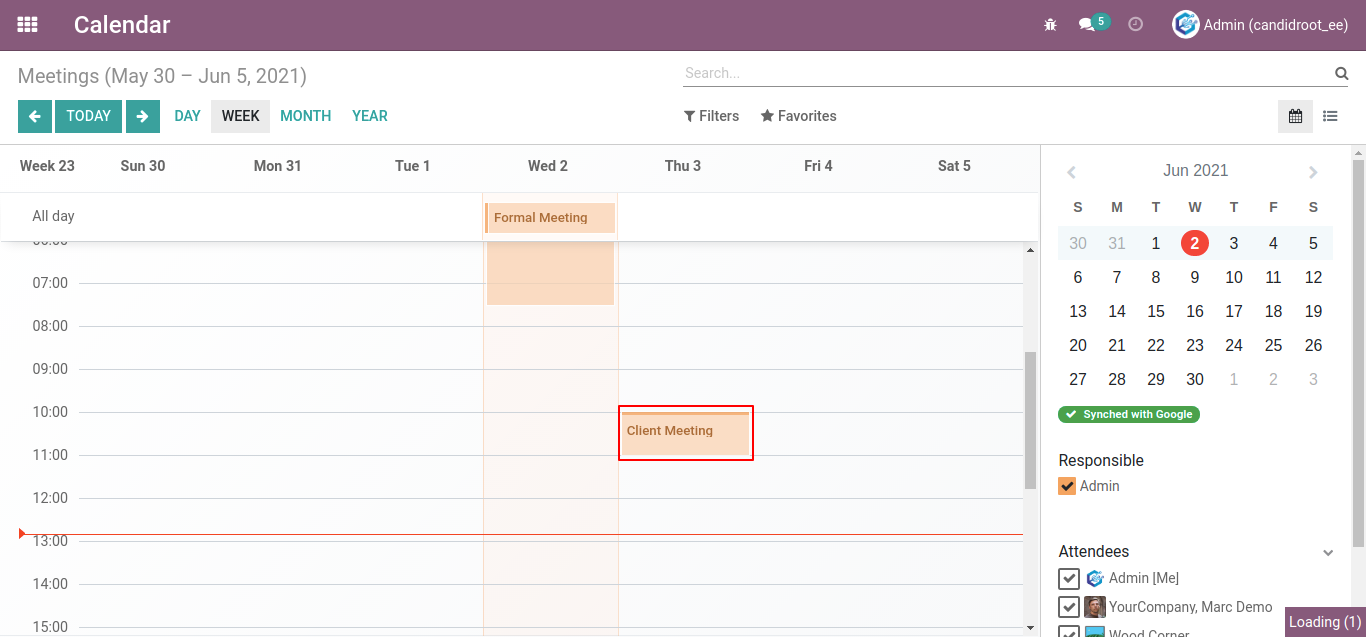 Calendar
5
Admin (candidroot_ee)
Meetings (May 30 – Jun 5, 2021)
Search...
TODAY DAY WEEK MONTH YEAR
Filters Favorites
Week 23 Sun 30 Mon 31 Tue 1 Wed 2 Thu 3 Fri 4 Sat 5
All day
Formal Meeting
06:00
07:00
08:00
09:00
10:00
Client Meeting
11:00
12:00
13:00
14:00
15:00
Jun 2021
S M T W T F S
30 31 1 2 3 4 5
6 7 8 9 10 11 12
13 14 15 16 17 18 19
20 21 22 23 24 25 26
27 28 29 30 1 2 3
Synched with Google
Responsible
Admin
Attendees
Admin [Me]
YourCompany, Marc Demo
Wood Corner
Loading (1)